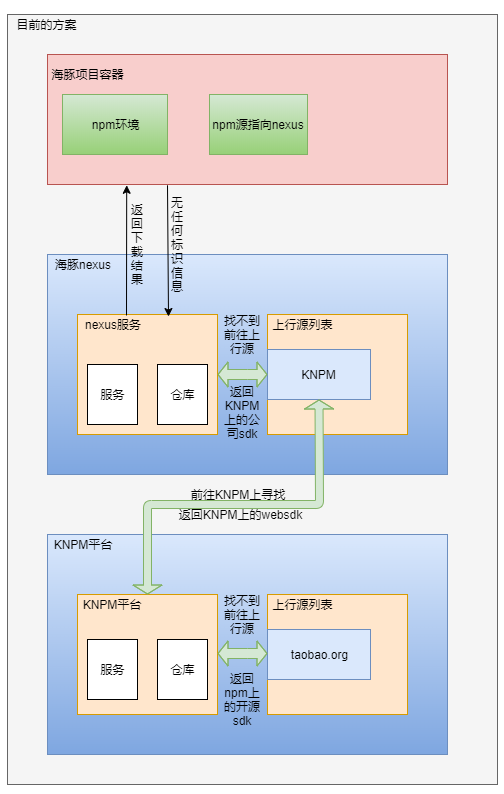 目前的方案
海豚项目容器
npm环境
npm源指向nexus
返回下载结果
无任何标识信息
海豚nexus
nexus服务
找不到
前往上
行源
上行源列表
服务
仓库
KNPM
返回
KNPM
上的公
司sdk
前往KNPM上寻找
返回KNPM上的websdk
KNPM平台
KNPM平台
找不到
前往上
行源
上行源列表
服务
仓库
taobao.org
返回
npm上
的开源
sdk